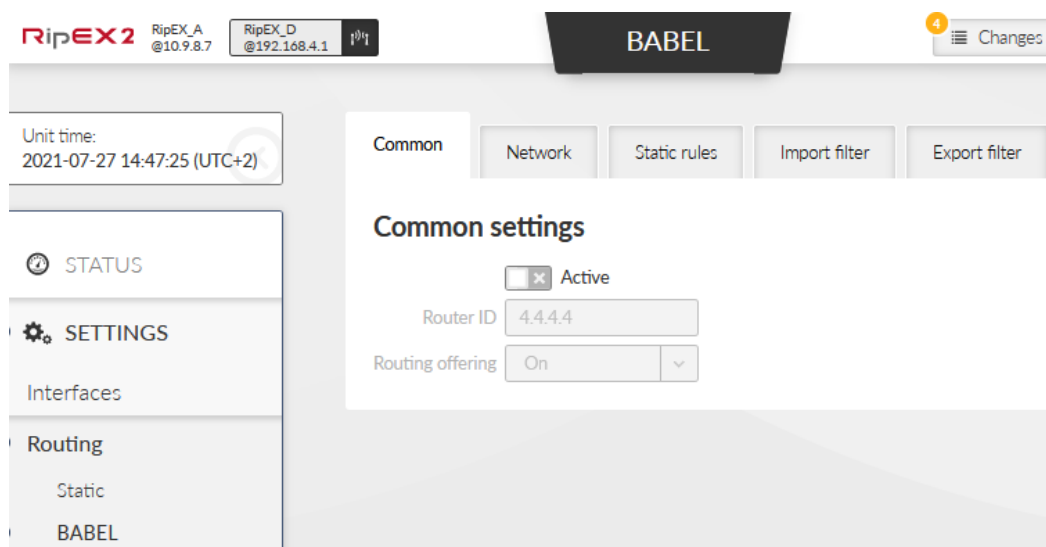 RipEX2
RipEX_A
@10.9.8.7
RipEX_D
@192.168.4.1
BABEL
4
Changes
Unit time:
2021-07-27 14:47:25 (UTC+2)
Common
Network
Static rules
Import filter
Export filter
STATUS
SETTINGS
Interfaces
Routing
Static
BABEL
Common settings
Active
Router ID 4.4.4.4
Routing offering On